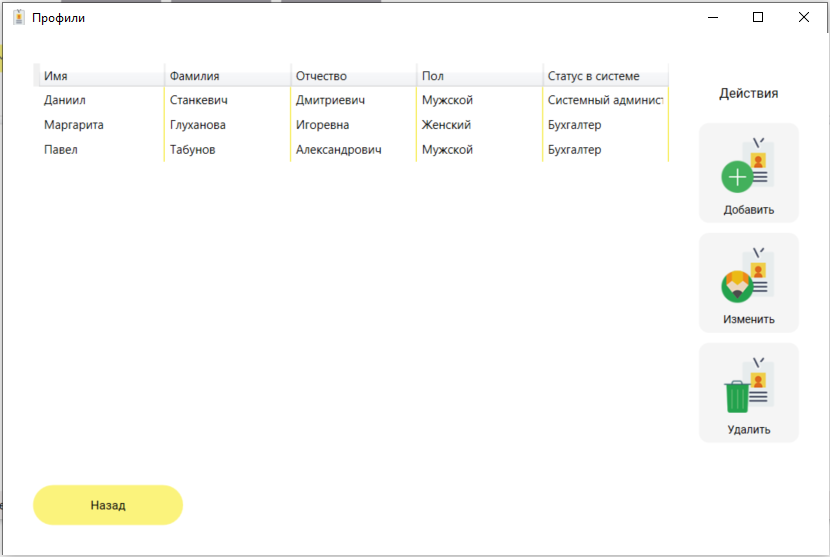 Профили
Имя Фамилия Отчество Пол Статус в системе
Даниил Станкевич Дмитриевич Мужской Системный админист
Маргарита Глуханова Игоревна Женский Бухгалтер
Павел Табунов Александрович Мужской Бухгалтер
Действия
Добавить
Изменить
Удалить
Назад